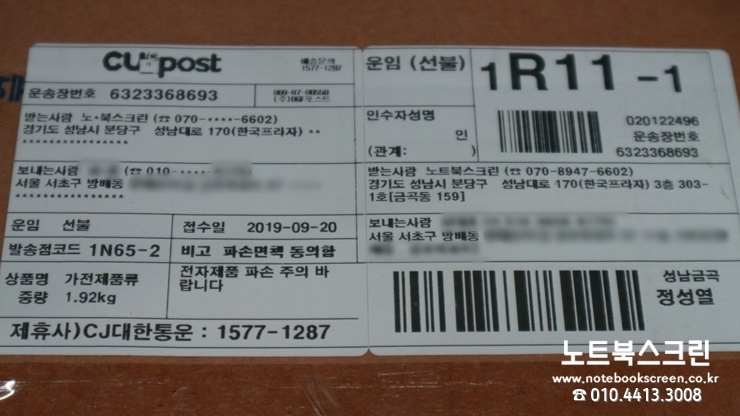 CU post
배송문의
1577-1287
운송장번호 6323368693
(주)BGF포스트
받는사람 노*북스크린 (☎ 070-****-6602)
경기도 성남시 분당구 성남대로 170(한국프라자) **
****************
보내는사람 (☎ 010-****-
서울 서초구 방배동
****************
운임 선불 접수일 2019-09-20
발송점코드 1N65-2 비고 파손면책 동의함
상품명 가전제품류
중량 1.92kg
전자제품 파손 주의 바
랍니다
제휴사)CJ대한통운 : 1577-1287
운임 (선불)
1R11-1
인수자성명
인
(관계: )
020122496
운송장번호
6323368693
받는사람 노트북스크린 (☎ 070-8947-6602)
경기도 성남시 분당구 성남대로 170(한국프라자) 3층 303-
1호[금곡동 159]
보내는사람
서울 서초구 방배동
성남금곡
정성열
노트북스크린
www.notebookscreen.co.kr
☎ 010.4413.3008